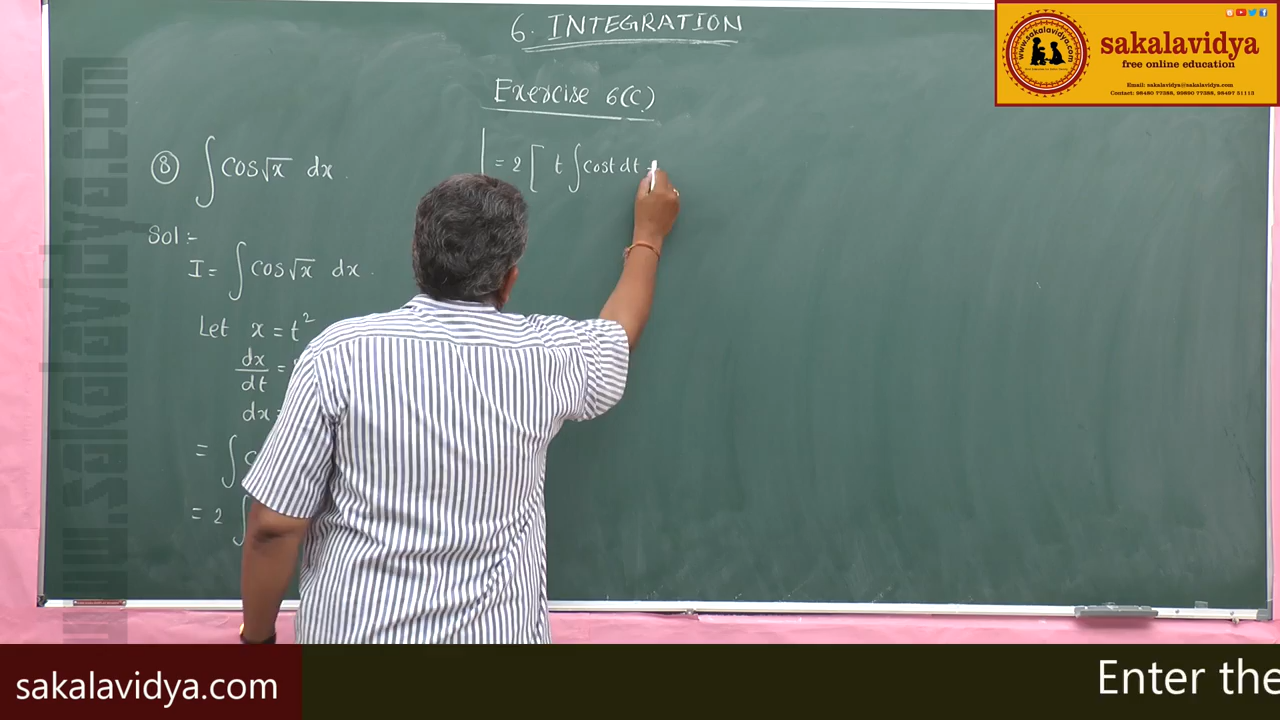 6. INTEGRATION
Exercise 6(C)
⑧ ∫ cos√x dx.
Sol :-
I = ∫ cos√x dx.
Let x = t²
dx/dt =
dx =
= ∫ c
= 2 ∫
= 2 [ t ∫ cost dt
sakalavidya
free online education
Email: sakalavidya@sakalavidya.com
www.sakalavidya.com
sakalavidya.com
Enter the